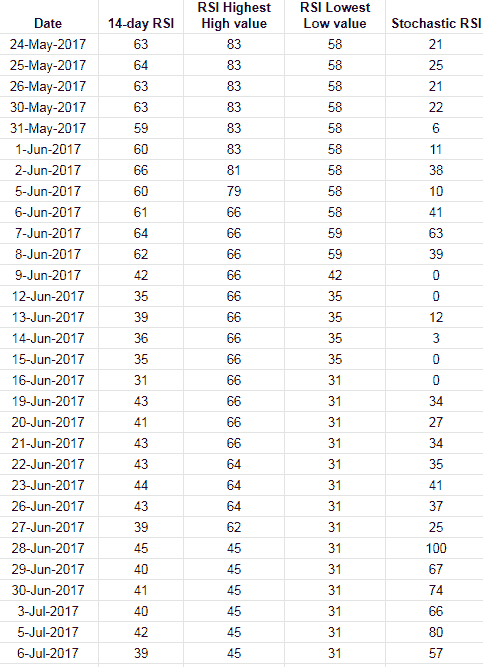 Date 14-day RSI RSI Highest High value RSI Lowest Low value Stochastic RSI
24-May-2017 63 83 58 21
25-May-2017 64 83 58 25
26-May-2017 63 83 58 21
30-May-2017 63 83 58 22
31-May-2017 59 83 58 6
1-Jun-2017 60 83 58 11
2-Jun-2017 66 81 58 38
5-Jun-2017 60 79 58 10
6-Jun-2017 61 66 58 41
7-Jun-2017 64 66 59 63
8-Jun-2017 62 66 59 39
9-Jun-2017 42 66 42 0
12-Jun-2017 35 66 35 0
13-Jun-2017 39 66 35 12
14-Jun-2017 36 66 35 3
15-Jun-2017 35 66 35 0
16-Jun-2017 31 66 31 0
19-Jun-2017 43 66 31 34
20-Jun-2017 41 66 31 27
21-Jun-2017 43 66 31 34
22-Jun-2017 43 64 31 35
23-Jun-2017 44 64 31 41
26-Jun-2017 43 64 31 37
27-Jun-2017 39 62 31 25
28-Jun-2017 45 45 31 100
29-Jun-2017 40 45 31 67
30-Jun-2017 41 45 31 74
3-Jul-2017 40 45 31 66
5-Jul-2017 42 45 31 80
6-Jul-2017 39 45 31 57